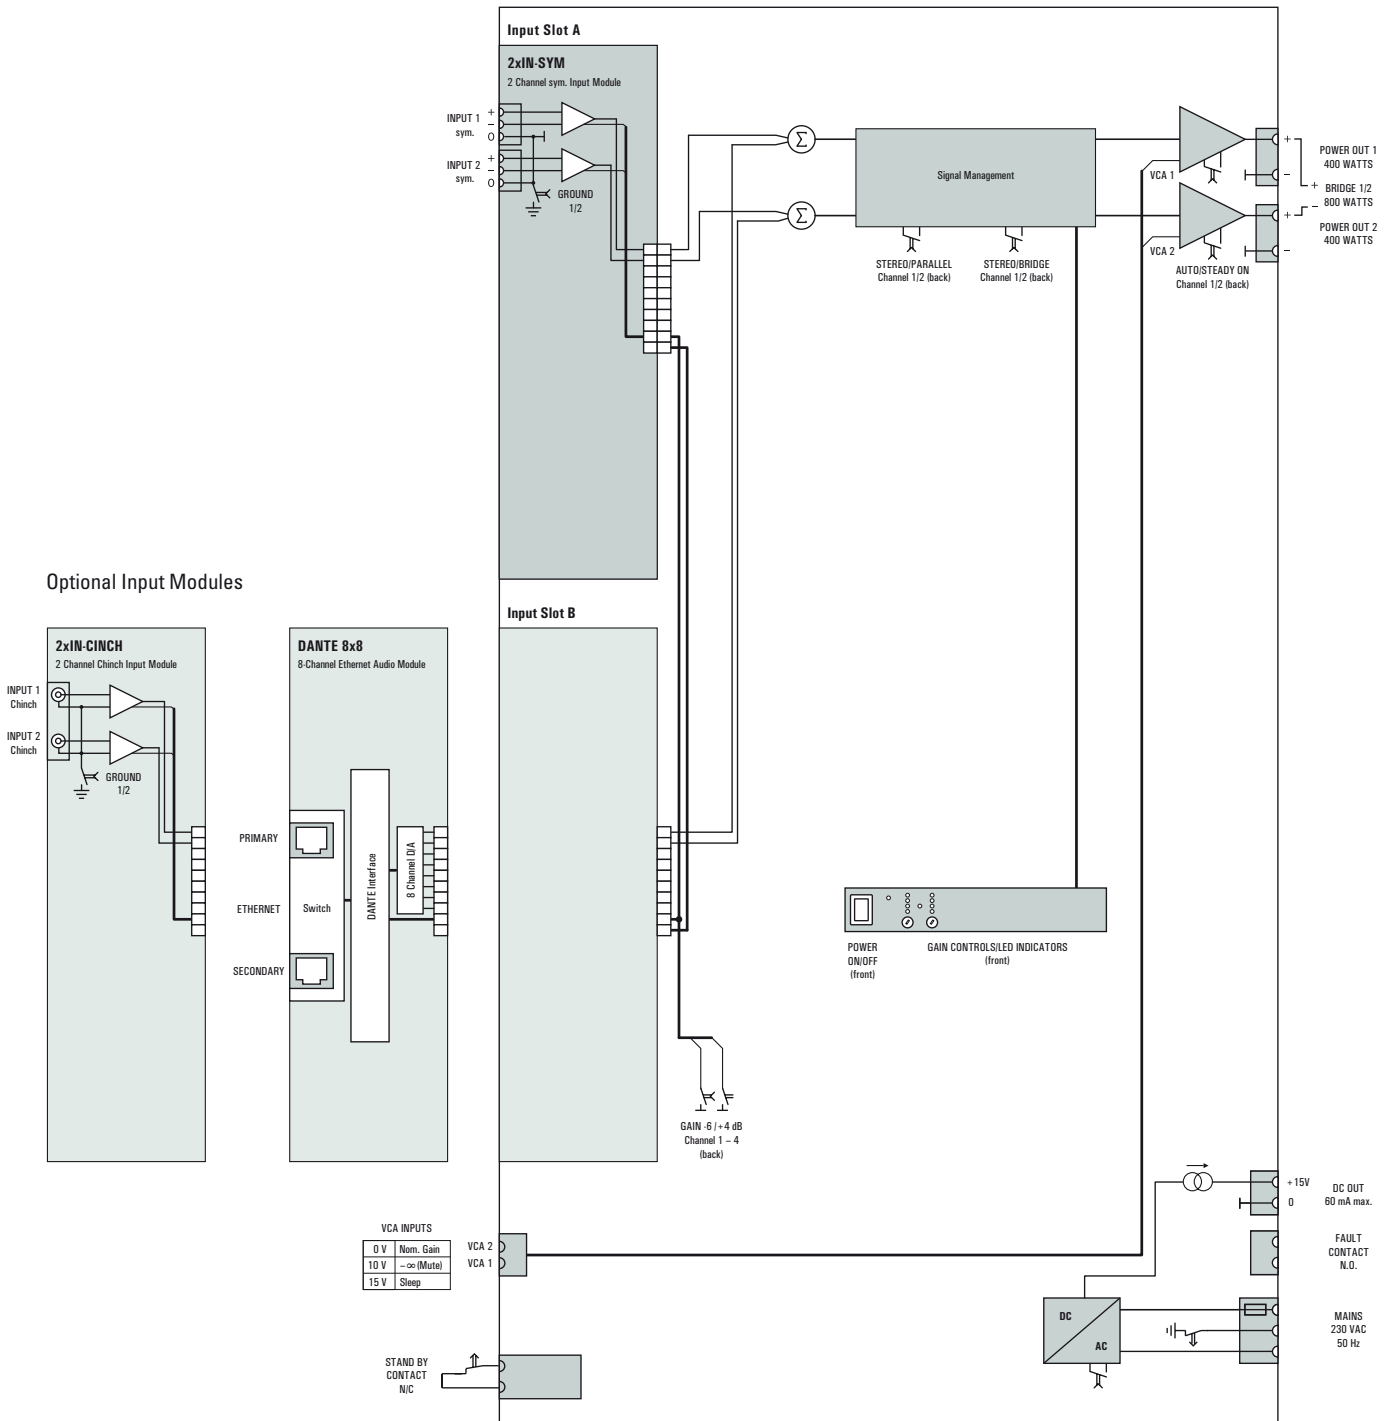 Input Slot A
2xIN-SYM
2 Channel sym. Input Module
INPUT 1
sym.
+
–
0
INPUT 2
sym.
+
–
0
GROUND
1/2
Σ
Σ
Signal Management
STEREO/PARALLEL
Channel 1/2 (back)
STEREO/BRIDGE
Channel 1/2 (back)
VCA 1
VCA 2
AUTO/STEADY ON
Channel 1/2 (back)
+
–
+
–
POWER OUT 1
400 WATTS
+ BRIDGE 1/2
– 800 WATTS
POWER OUT 2
400 WATTS
Optional Input Modules
2xIN-CINCH
2 Channel Chinch Input Module
INPUT 1
Chinch
INPUT 2
Chinch
GROUND
1/2
DANTE 8x8
8-Channel Ethernet Audio Module
PRIMARY
ETHERNET
SECONDARY
Switch
DANTE Interface
8 Channel D/A
Input Slot B
GAIN -6 /+4 dB
Channel 1 – 4
(back)
POWER
ON/OFF
(front)
GAIN CONTROLS/LED INDICATORS
(front)
VCA INPUTS
0 V Nom. Gain
10 V –∞ (Mute)
15 V Sleep
VCA 2
VCA 1
STAND BY
CONTACT
N/C
+15V
0
DC OUT
60 mA max.
FAULT
CONTACT
N.O.
DC
AC
MAINS
230 VAC
50 Hz